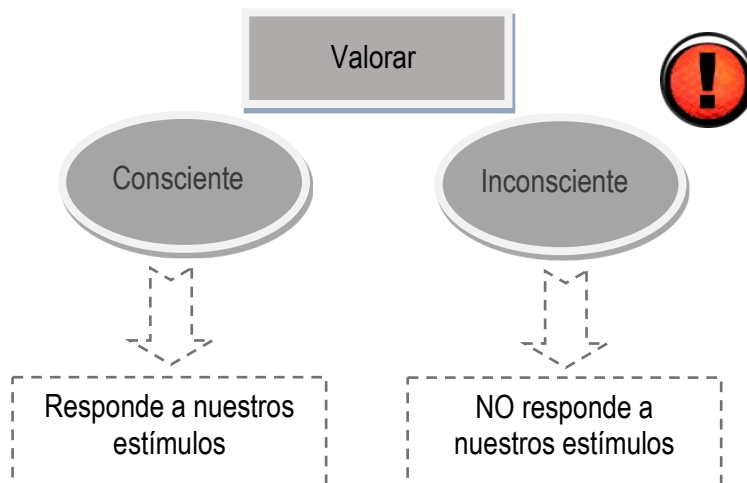 Valorar
!
Consciente
Inconsciente
Responde a nuestros
estímulos
NO responde a
nuestros estímulos